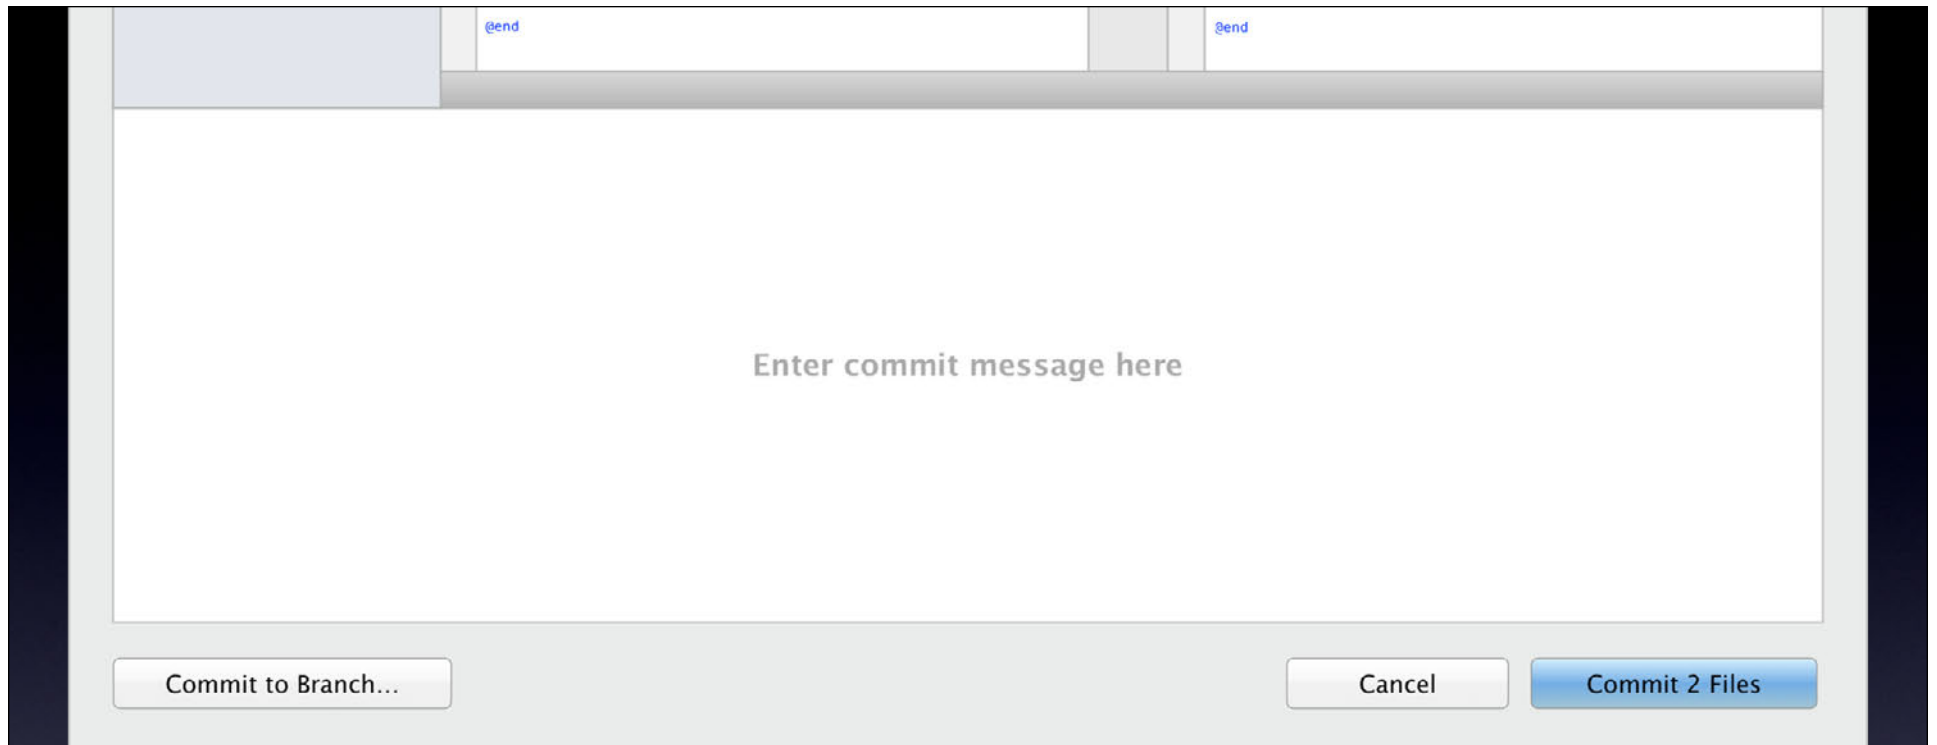 @end
@end
Enter commit message here
Commit to Branch...
Cancel
Commit 2 Files